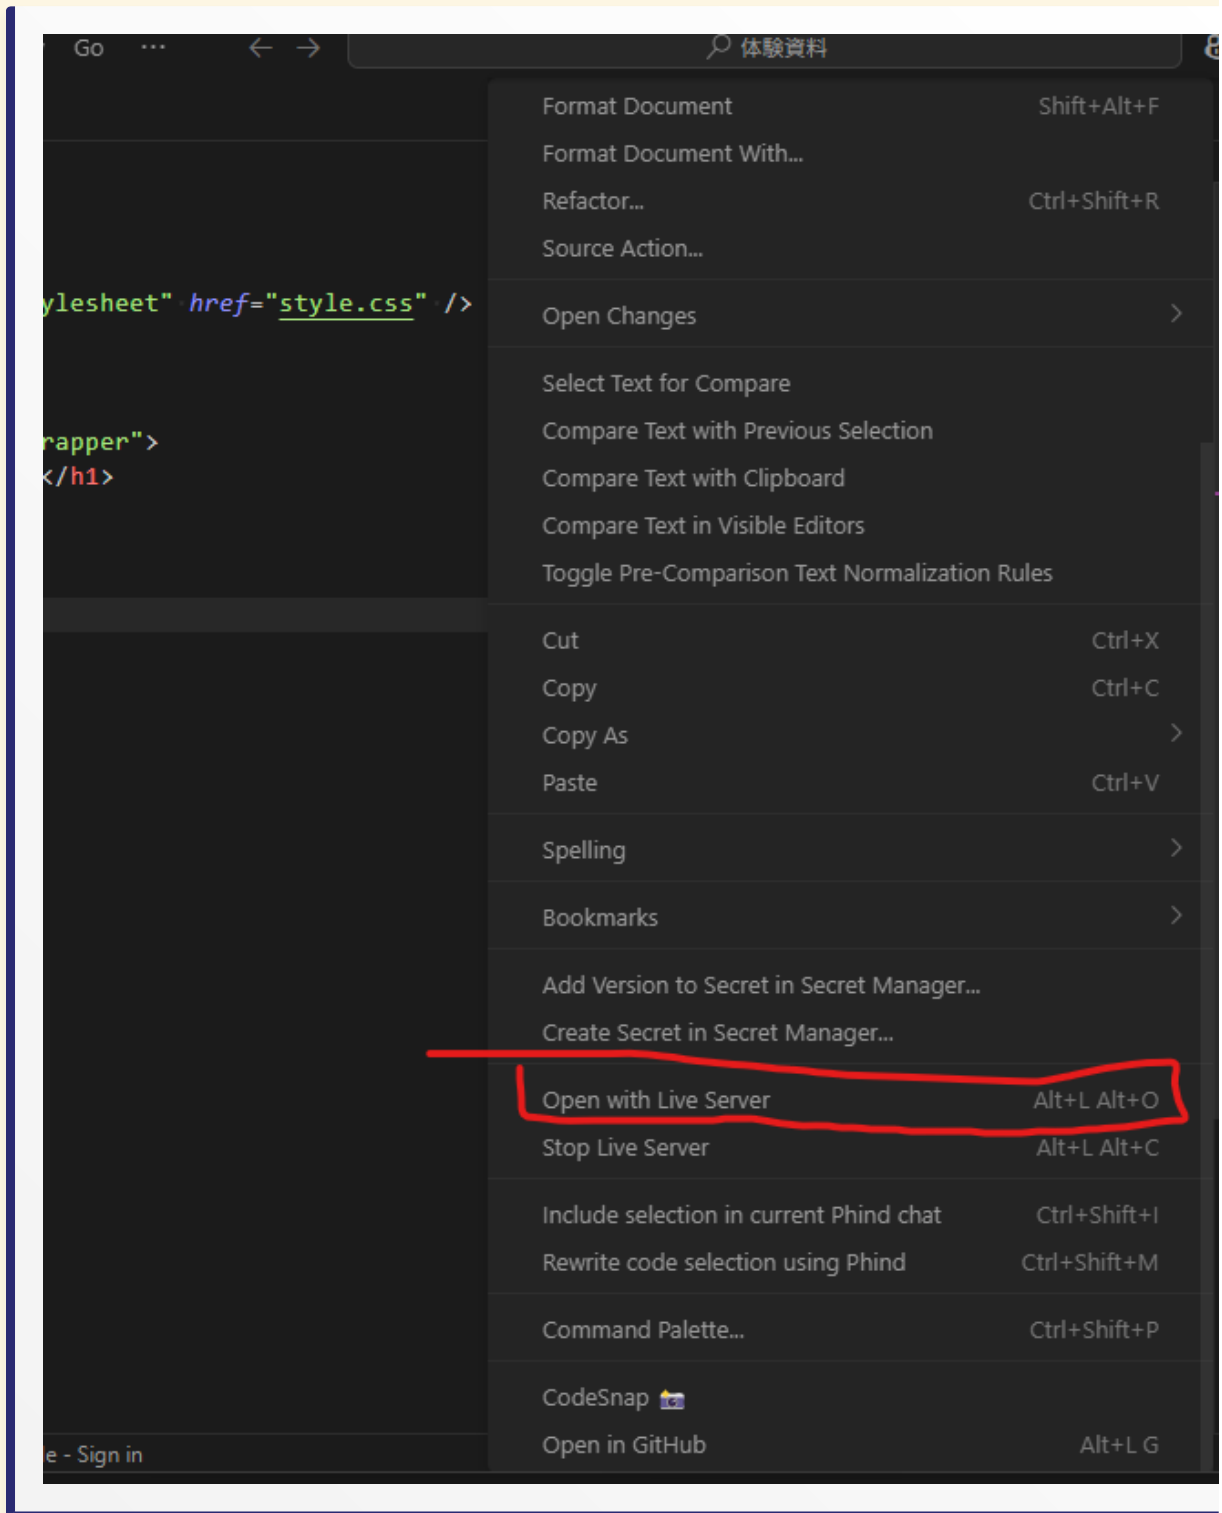 Go ···
体験資料
Format Document Shift+Alt+F
Format Document With...
Refactor... Ctrl+Shift+R
Source Action...
ylesheet" href="style.css" />
Open Changes
Select Text for Compare
Compare Text with Previous Selection
rapper">
Compare Text with Clipboard
</h1>
Compare Text in Visible Editors
Toggle Pre-Comparison Text Normalization Rules
Cut Ctrl+X
Copy Ctrl+C
Copy As
Paste Ctrl+V
Spelling
Bookmarks
Add Version to Secret in Secret Manager...
Create Secret in Secret Manager...
Open with Live Server Alt+L Alt+O
Stop Live Server Alt+L Alt+C
Include selection in current Phind chat Ctrl+Shift+I
Rewrite code selection using Phind Ctrl+Shift+M
Command Palette... Ctrl+Shift+P
CodeSnap 📸
Open in GitHub Alt+L G
e - Sign in